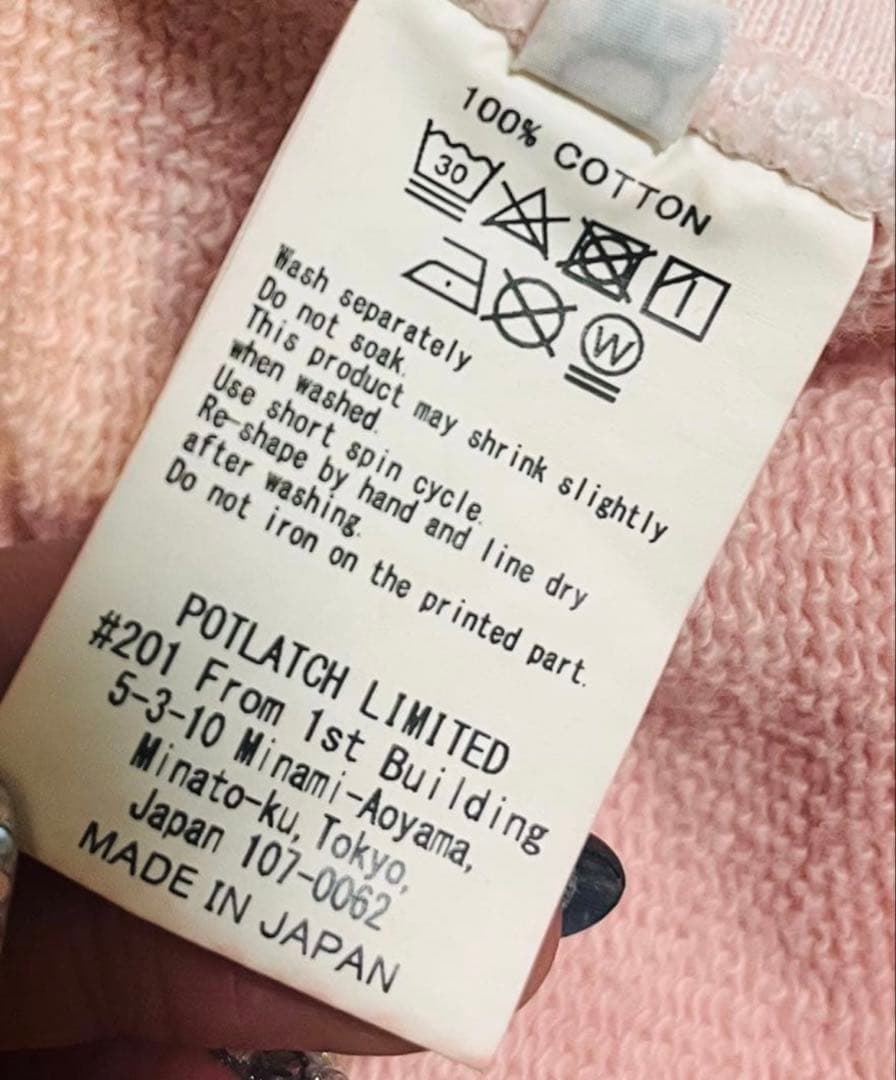 100% COTTON
30
W
Wash separately
Do not soak.
This product may shrink slightly
when washed.
Use short spin cycle.
Re-shape by hand and line dry
after washing.
Do not iron on the printed part.
POTLATCH LIMITED
#201 From 1st Building
5-3-10 Minami-Aoyama,
Minato-ku, Tokyo,
Japan 107-0062
MADE IN JAPAN